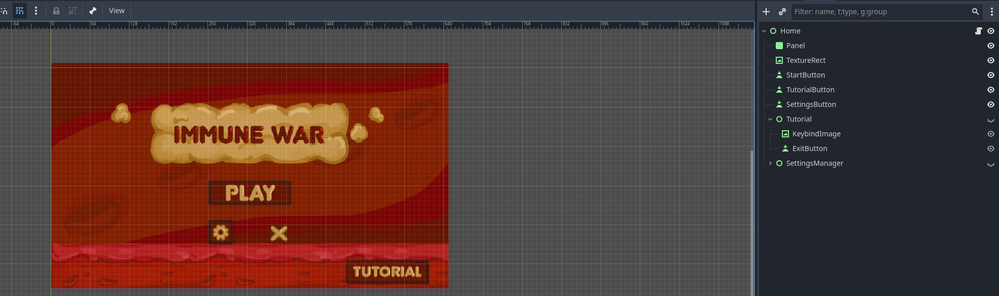 View
Filter: name, t:type, g:group
-64 0 64 128 192 256 320 384 448 512 576 640 704 768 832 896 960 1024 1088
Home
Panel
TextureRect
StartButton
TutorialButton
SettingsButton
Tutorial
KeybindImage
ExitButton
SettingsManager
IMMUNE WAR
PLAY
TUTORIAL